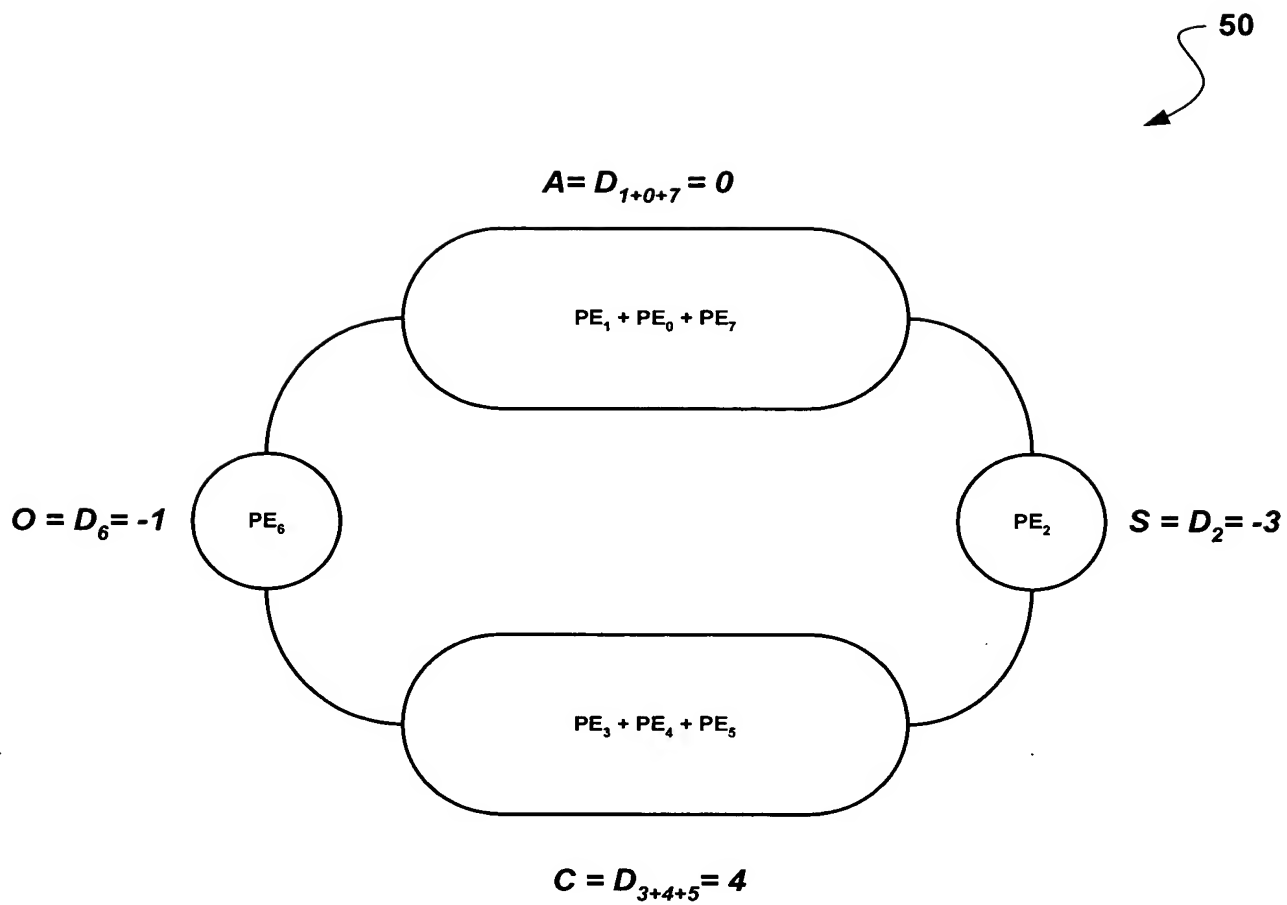 50
A= D₁₊₀₊₇ = 0
PE₁ + PE₀ + PE₇
O = D₆= -1
PE₆
PE₂
S = D₂= -3
PE₃ + PE₄ + PE₅
C = D₃₊₄₊₅= 4